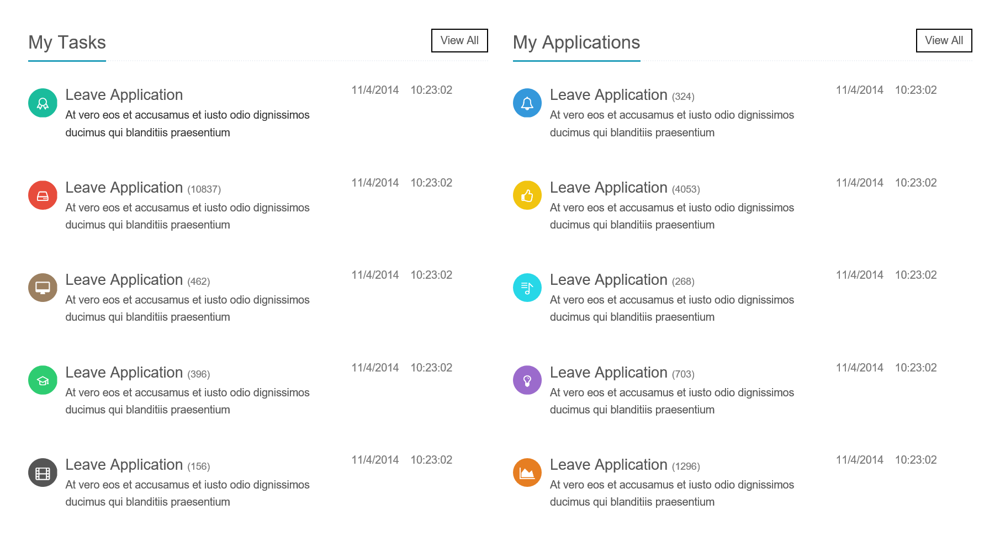 My Tasks
View All
Leave Application
11/4/2014 10:23:02
At vero eos et accusamus et iusto odio dignissimos
ducimus qui blanditiis praesentium
Leave Application (10837)
11/4/2014 10:23:02
At vero eos et accusamus et iusto odio dignissimos
ducimus qui blanditiis praesentium
Leave Application (462)
11/4/2014 10:23:02
At vero eos et accusamus et iusto odio dignissimos
ducimus qui blanditiis praesentium
Leave Application (396)
11/4/2014 10:23:02
At vero eos et accusamus et iusto odio dignissimos
ducimus qui blanditiis praesentium
Leave Application (156)
11/4/2014 10:23:02
At vero eos et accusamus et iusto odio dignissimos
ducimus qui blanditiis praesentium
My Applications
View All
Leave Application (324)
11/4/2014 10:23:02
At vero eos et accusamus et iusto odio dignissimos
ducimus qui blanditiis praesentium
Leave Application (4053)
11/4/2014 10:23:02
At vero eos et accusamus et iusto odio dignissimos
ducimus qui blanditiis praesentium
Leave Application (268)
11/4/2014 10:23:02
At vero eos et accusamus et iusto odio dignissimos
ducimus qui blanditiis praesentium
Leave Application (703)
11/4/2014 10:23:02
At vero eos et accusamus et iusto odio dignissimos
ducimus qui blanditiis praesentium
Leave Application (1296)
11/4/2014 10:23:02
At vero eos et accusamus et iusto odio dignissimos
ducimus qui blanditiis praesentium